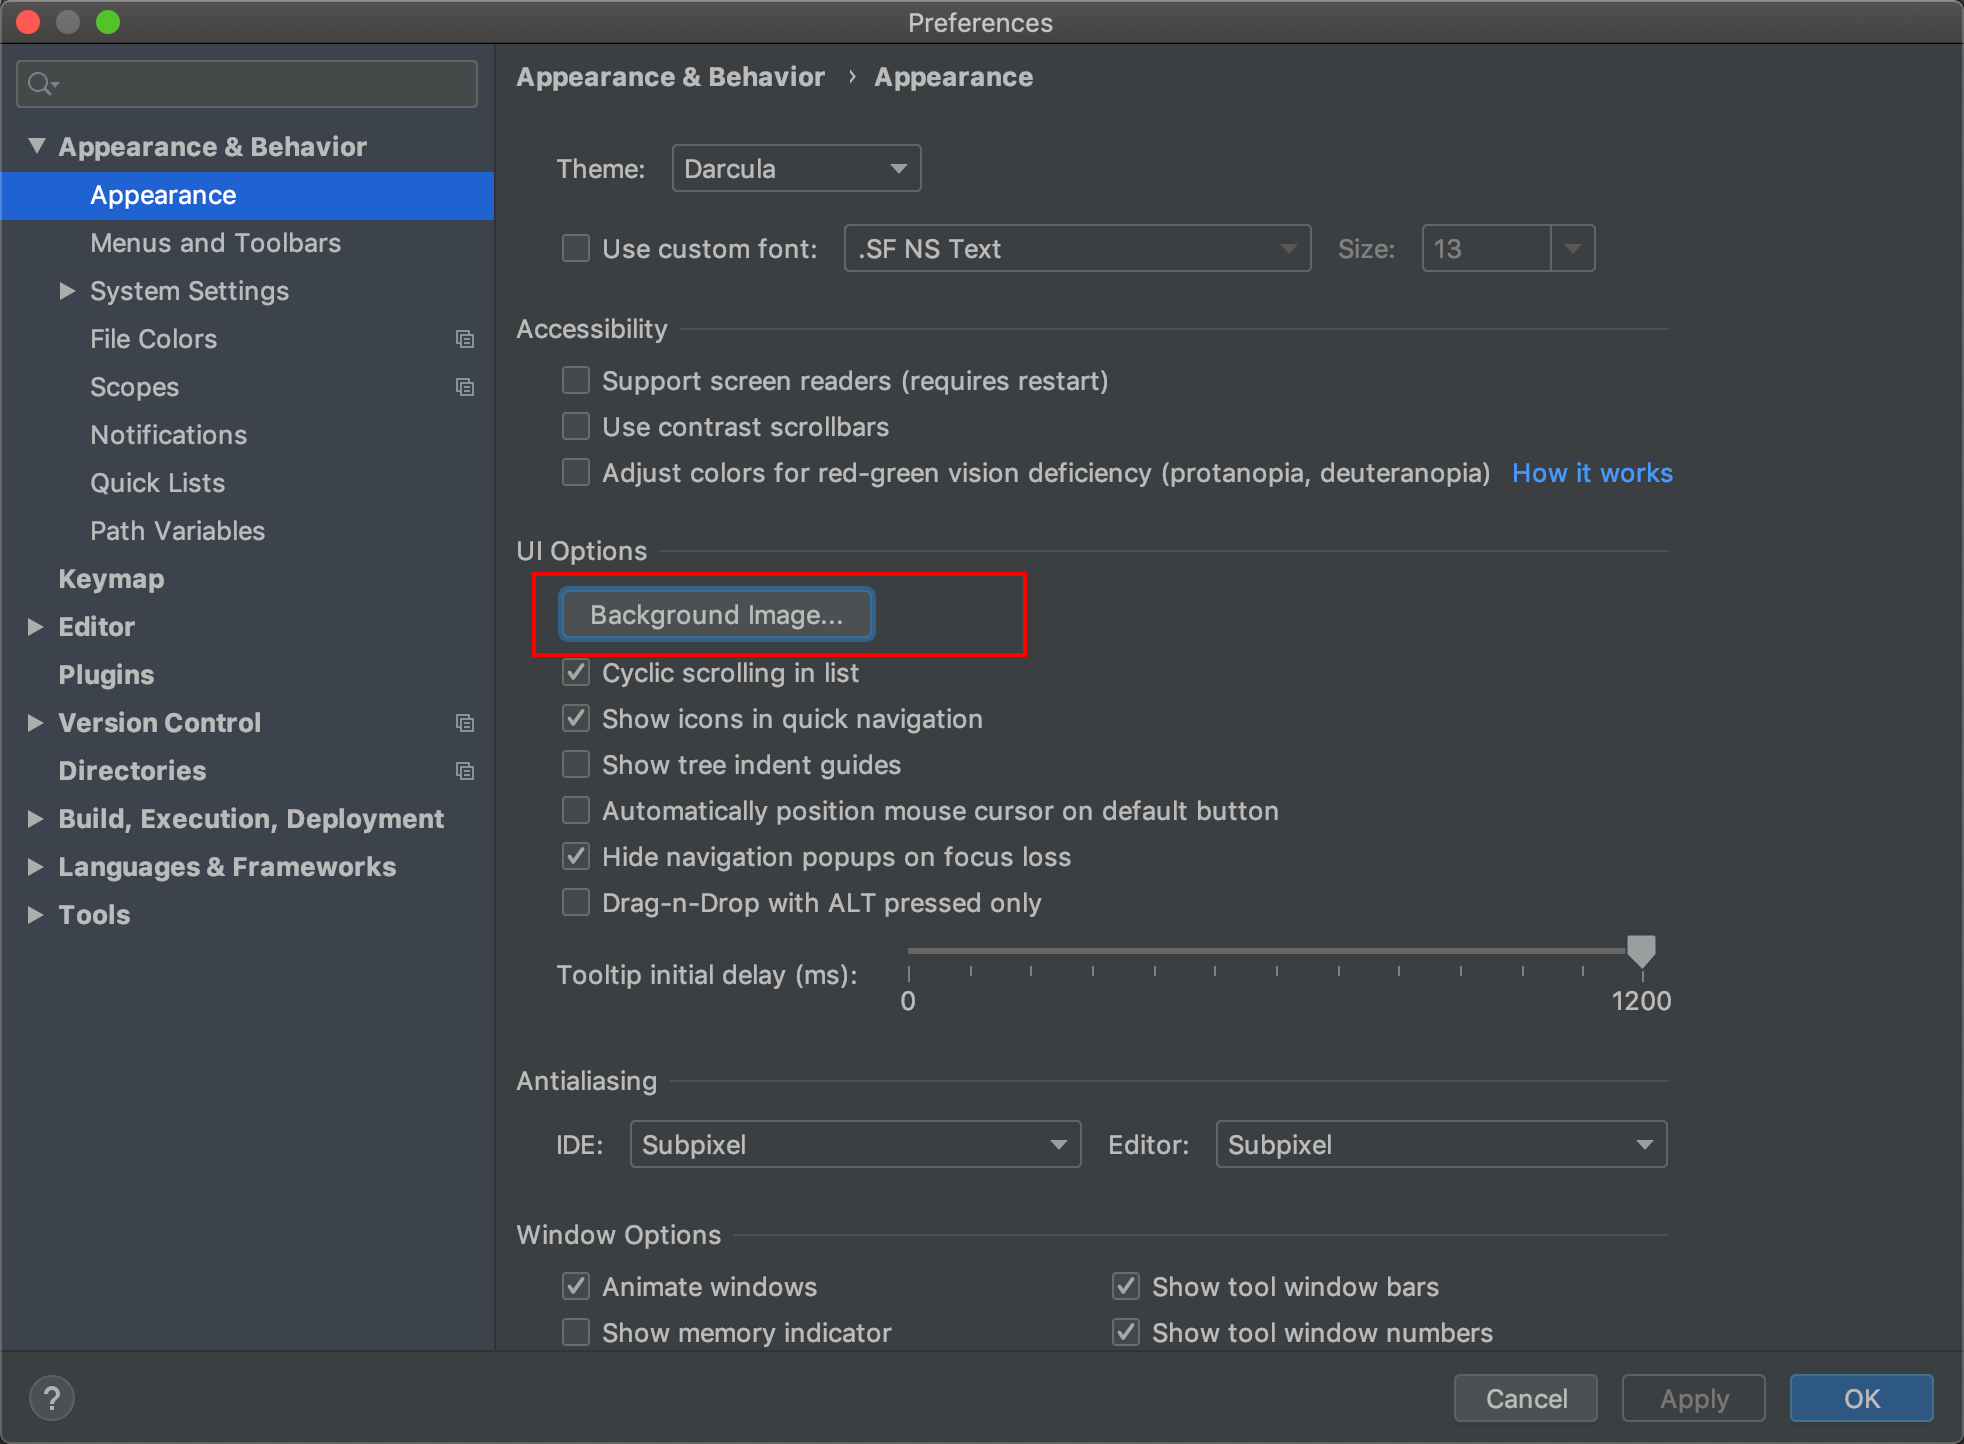 Preferences
Appearance & Behavior › Appearance
Appearance & Behavior
Appearance
Menus and Toolbars
System Settings
File Colors
Scopes
Notifications
Quick Lists
Path Variables
Keymap
Editor
Plugins
Version Control
Directories
Build, Execution, Deployment
Languages & Frameworks
Tools
Theme: Darcula
Use custom font: .SF NS Text Size: 13
Accessibility
Support screen readers (requires restart)
Use contrast scrollbars
Adjust colors for red-green vision deficiency (protanopia, deuteranopia) How it works
UI Options
Background Image...
Cyclic scrolling in list
Show icons in quick navigation
Show tree indent guides
Automatically position mouse cursor on default button
Hide navigation popups on focus loss
Drag-n-Drop with ALT pressed only
Tooltip initial delay (ms):
0 1200
Antialiasing
IDE: Subpixel Editor: Subpixel
Window Options
Animate windows Show tool window bars
Show memory indicator Show tool window numbers
? Cancel Apply OK